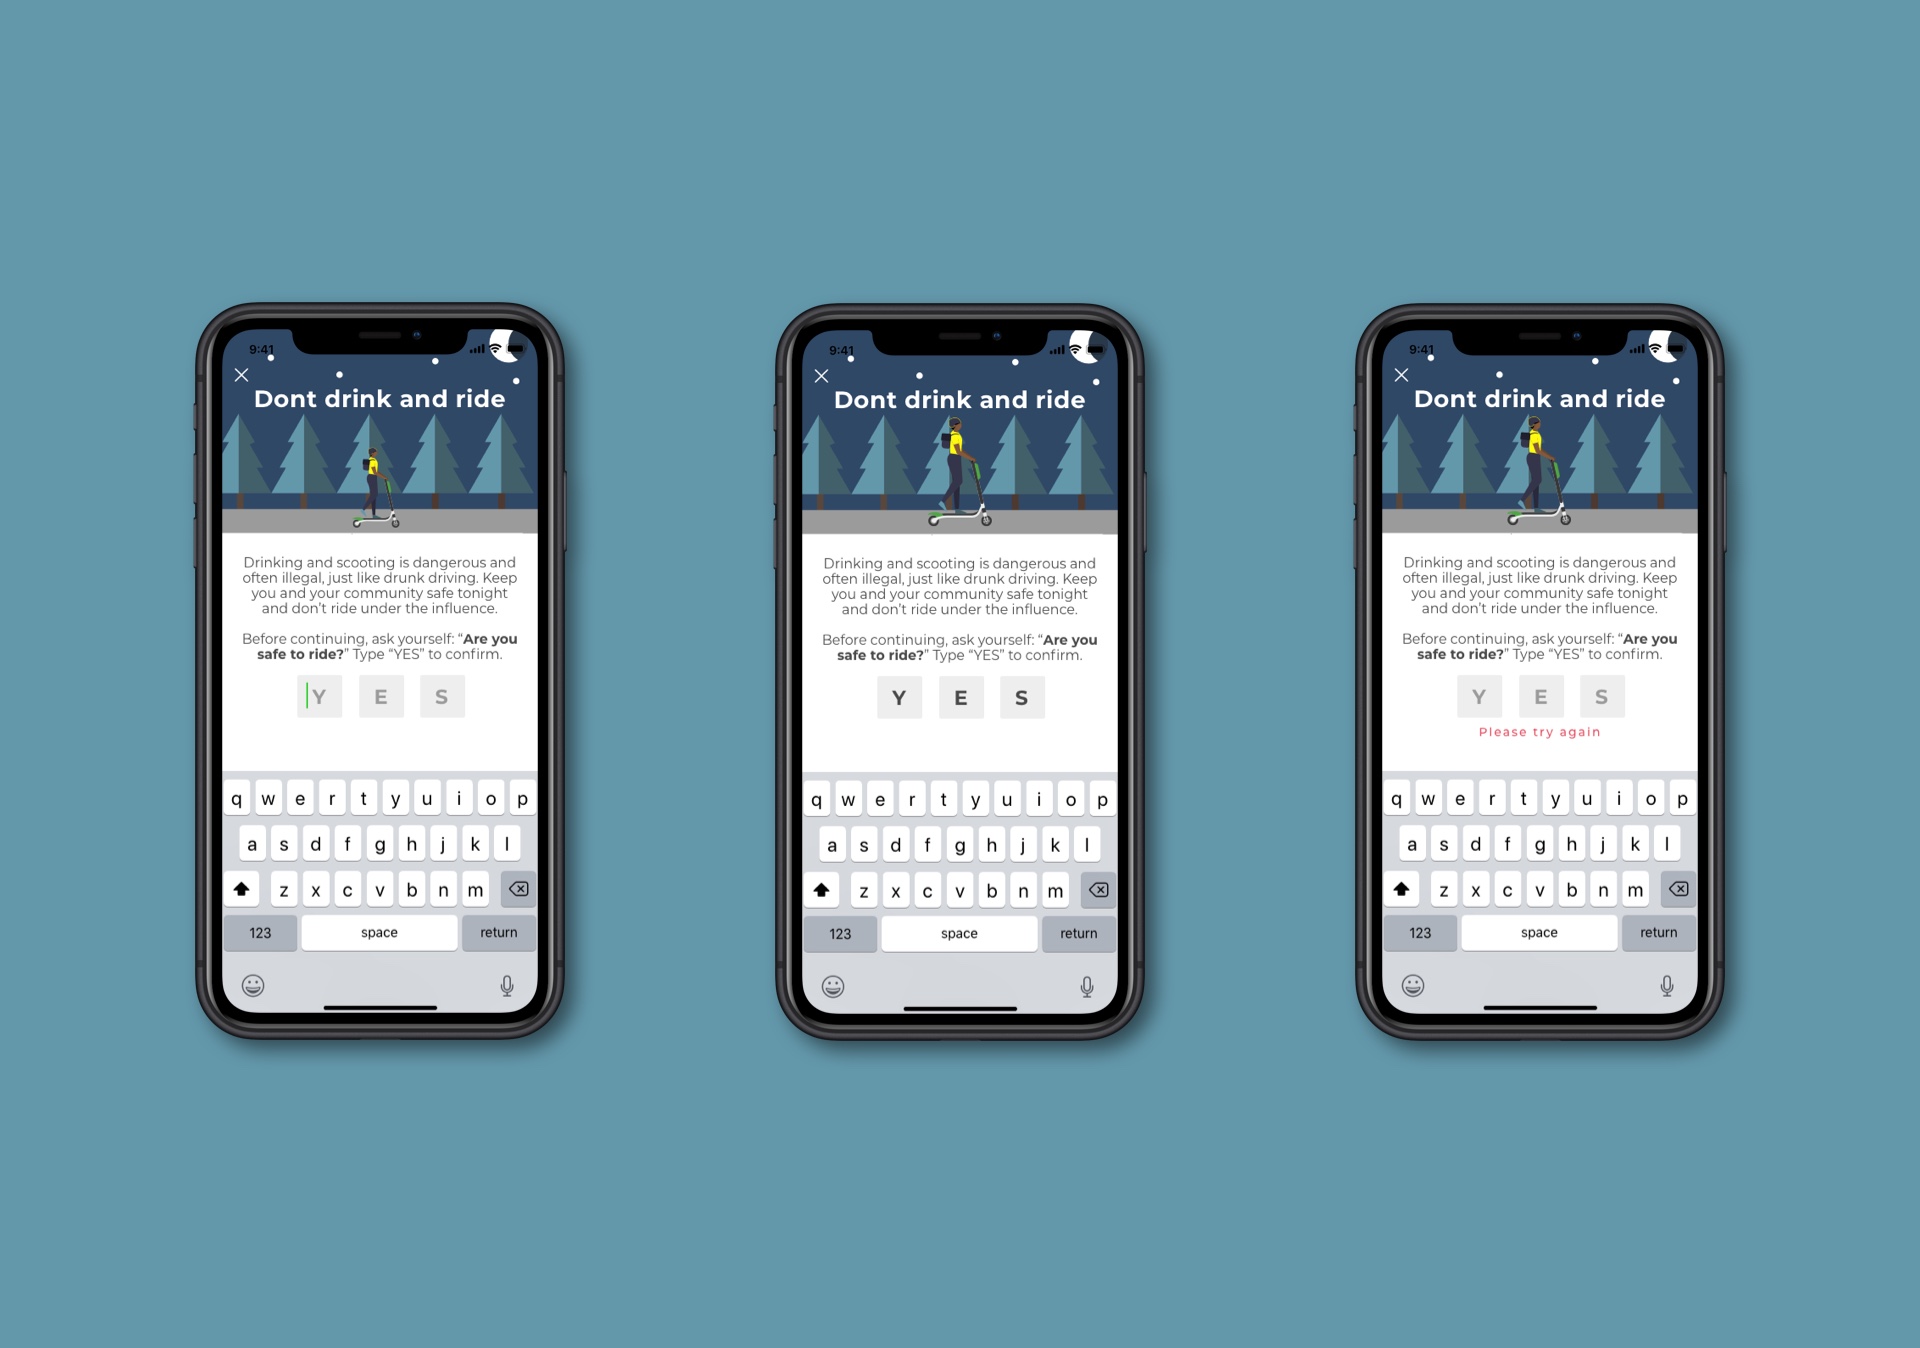 9:41
Dont drink and ride
Drinking and scooting is dangerous and
often illegal, just like drunk driving. Keep
you and your community safe tonight
and don’t ride under the influence.
Before continuing, ask yourself: “Are you
safe to ride?” Type “YES” to confirm.
Y E S
q w e r t y u i o p
a s d f g h j k l
z x c v b n m
123 space return
9:41
Dont drink and ride
Drinking and scooting is dangerous and
often illegal, just like drunk driving. Keep
you and your community safe tonight
and don’t ride under the influence.
Before continuing, ask yourself: “Are you
safe to ride?” Type “YES” to confirm.
Y E S
q w e r t y u i o p
a s d f g h j k l
z x c v b n m
123 space return
9:41
Dont drink and ride
Drinking and scooting is dangerous and
often illegal, just like drunk driving. Keep
you and your community safe tonight
and don’t ride under the influence.
Before continuing, ask yourself: “Are you
safe to ride?” Type “YES” to confirm.
Y E S
Please try again
q w e r t y u i o p
a s d f g h j k l
z x c v b n m
123 space return